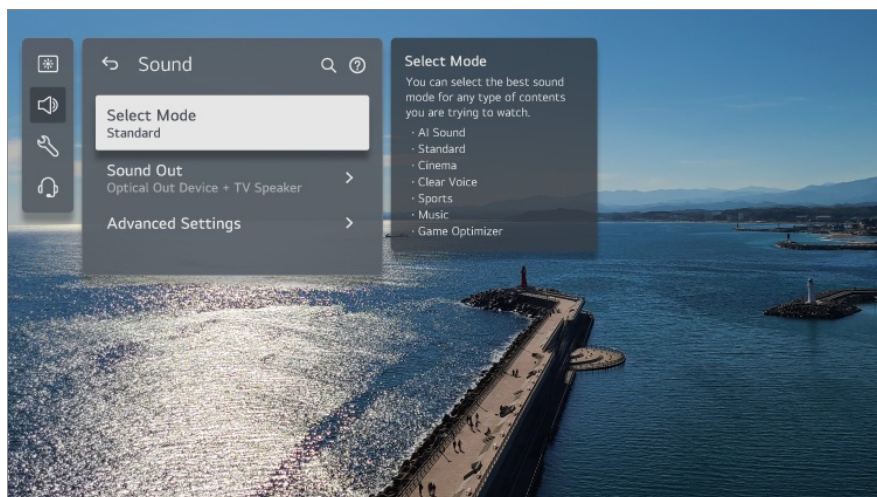 Sound
Select Mode
Standard
Sound Out
Optical Out Device + TV Speaker
Advanced Settings
Select Mode
You can select the best sound
mode for any type of contents
you are trying to watch.
· AI Sound
· Standard
· Cinema
· Clear Voice
· Sports
· Music
· Game Optimizer